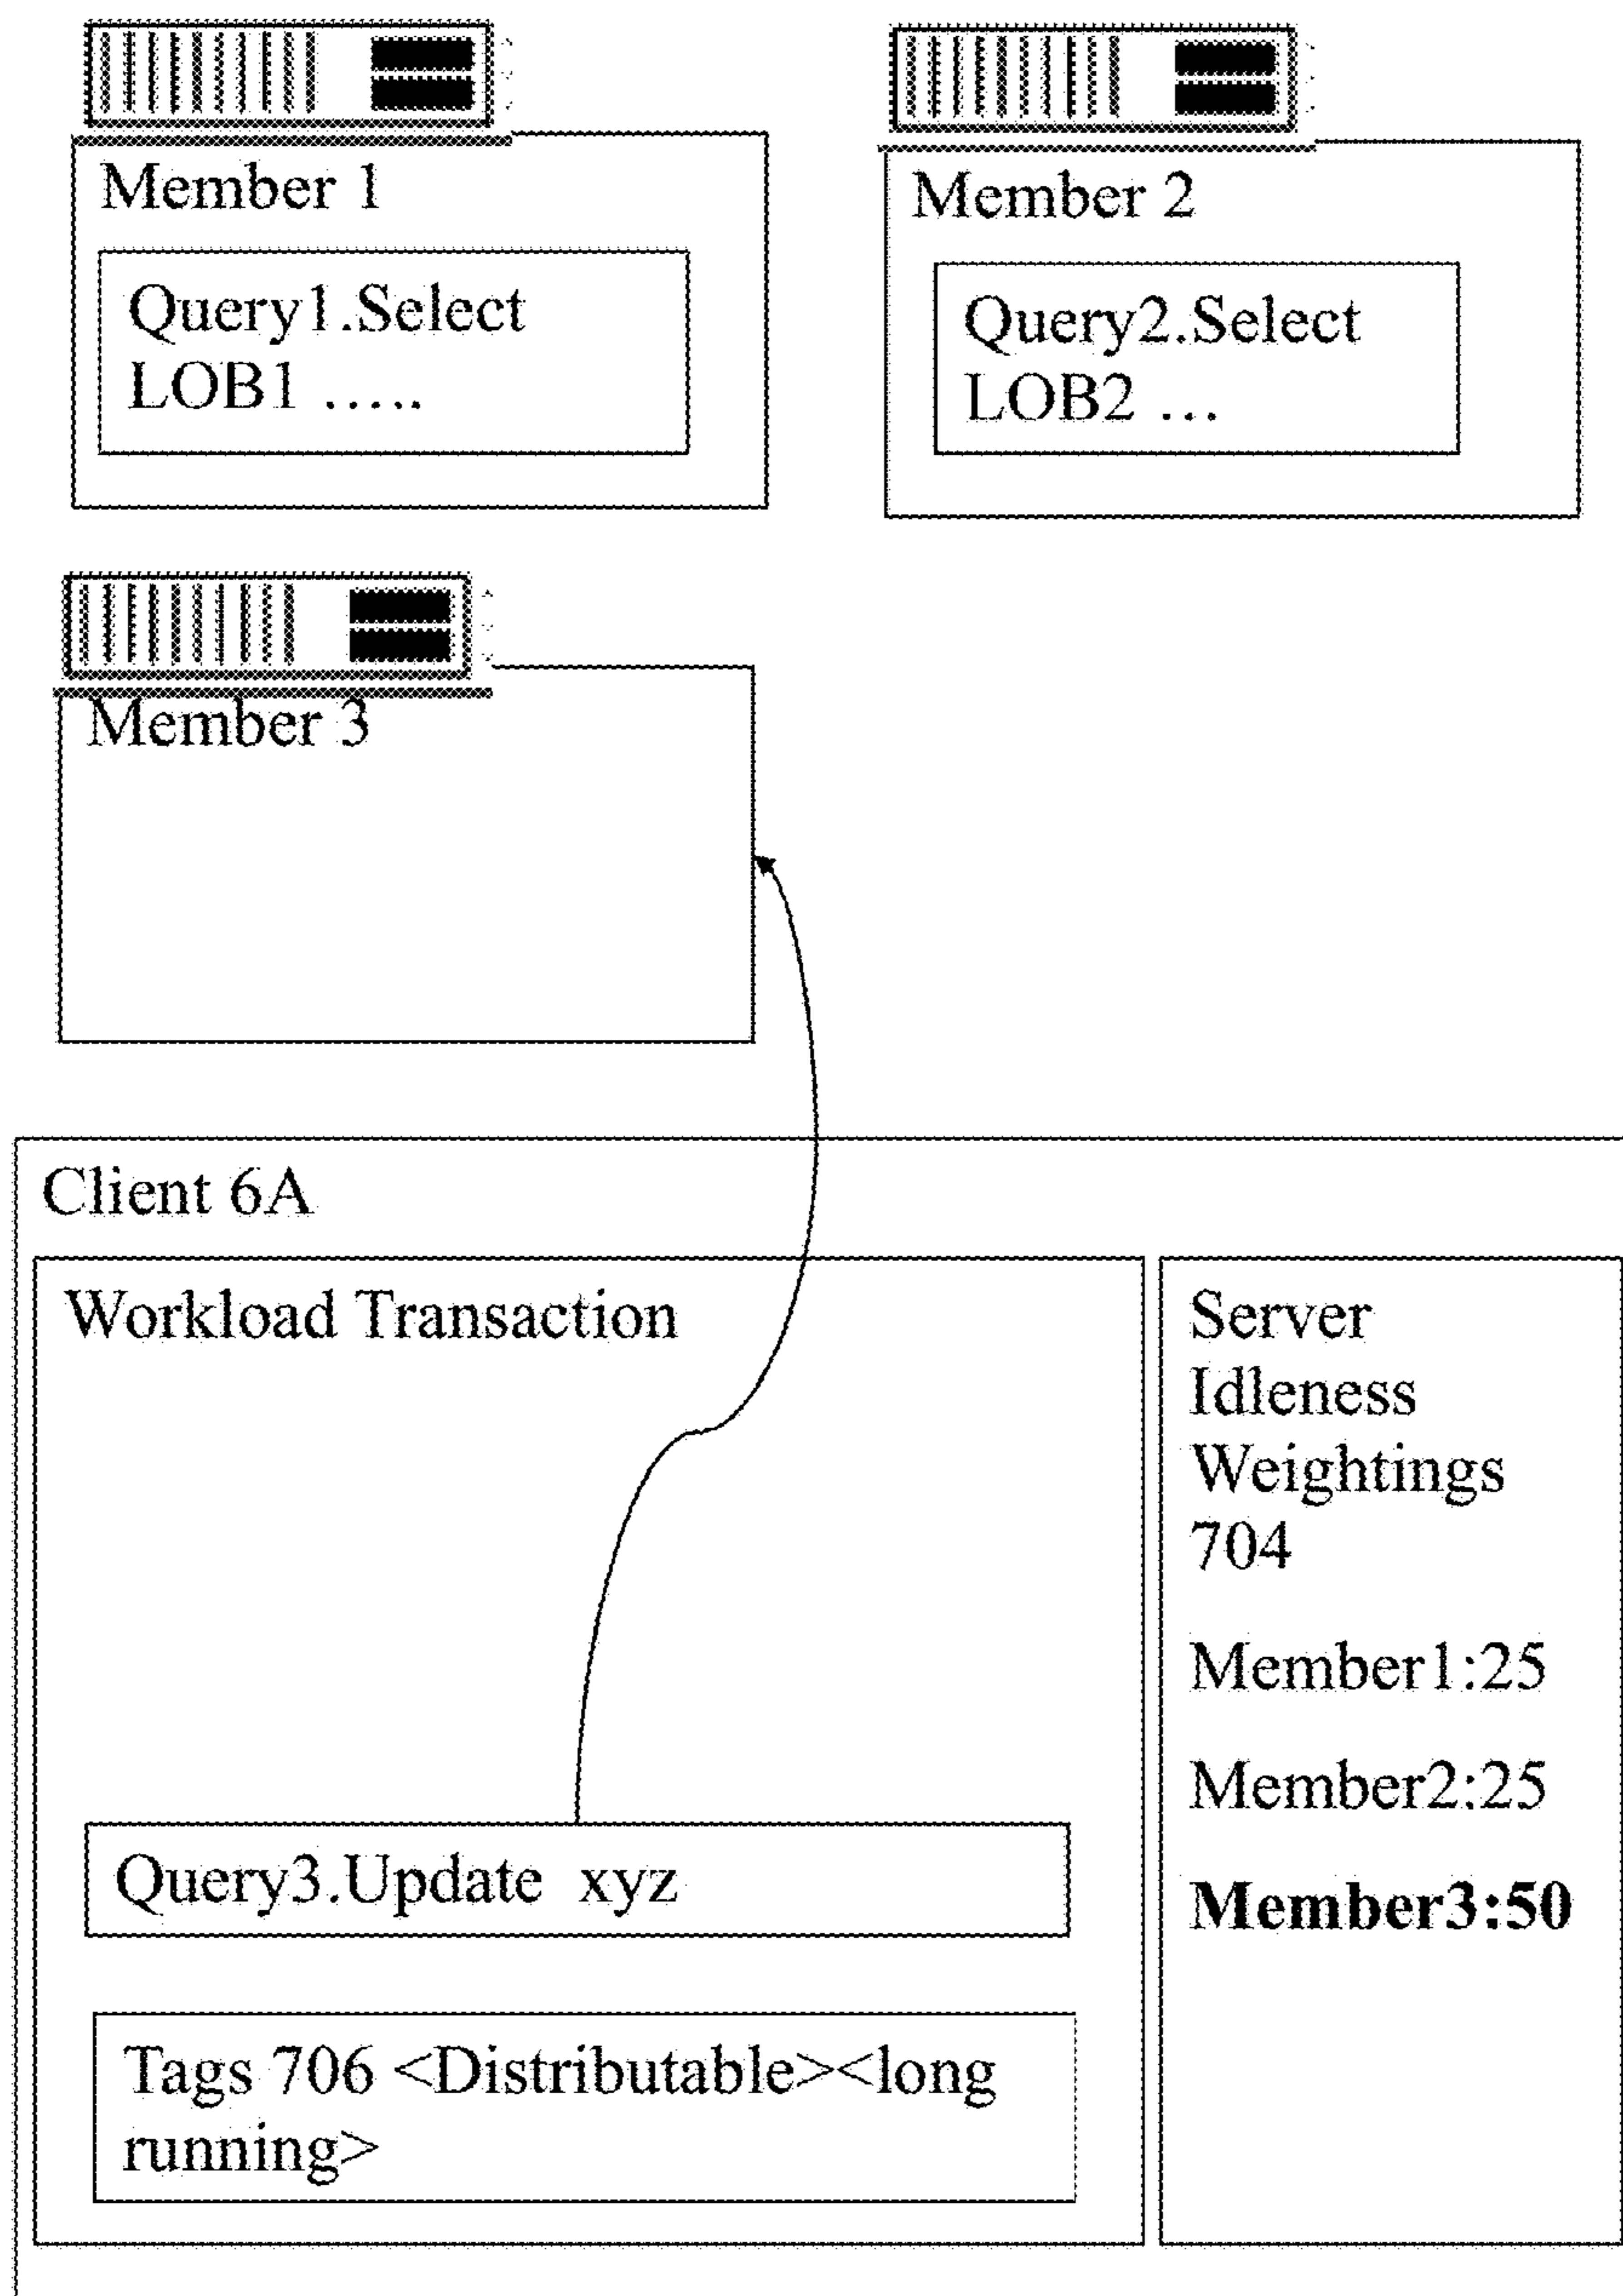 Member 1
Query1.Select
LOB1 .....
Member 2
Query2.Select
LOB2 ...
Member 3
Client 6A
Workload Transaction
Query3.Update xyz
Tags 706 <Distributable><long
running>
Server
Idleness
Weightings
704
Member1:25
Member2:25
Member3:50